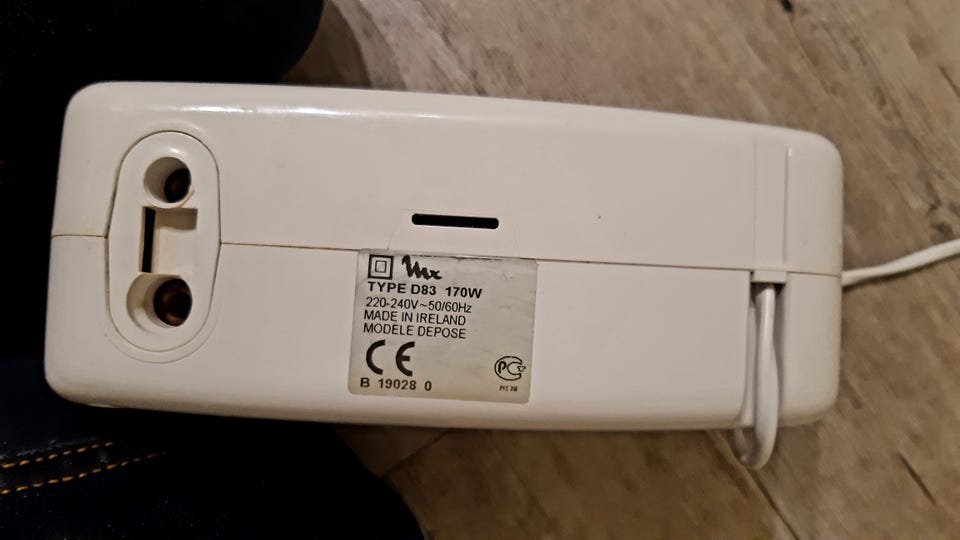 Mx
TYPE D83 170W
220-240V~50/60Hz
MADE IN IRELAND
MODELE DEPOSE
CE
B 19028 0